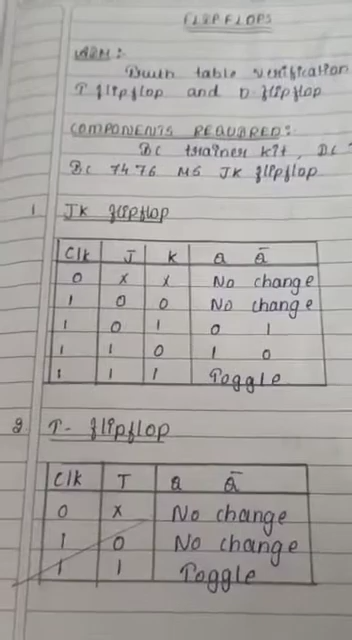 FLIPFLOPS
AIM:
Truth table verification
T flipflop and D flipflop
COMPONENTS REQUIRED:
IC trainer kit, IC
IC 7476 MS JK flipflop
1. JK flipflop
Clk J K Q Q̅
0 x x No change
1 0 0 No change
1 0 1 0 1
1 1 0 1 0
1 1 1 Toggle
2 T- flipflop
Clk T Q Q̅
0 x No change
1 0 No change
1 1 Toggle